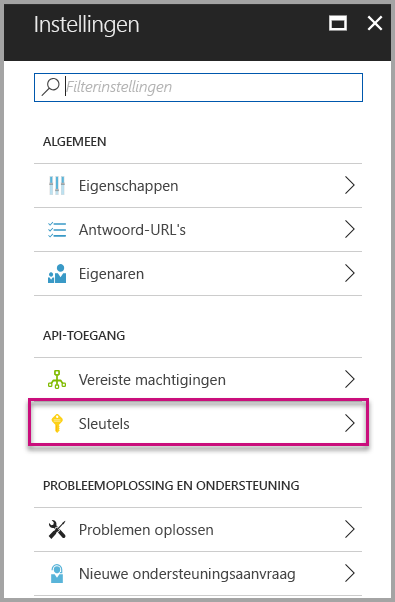 Instellingen
Filterinstellingen
ALGEMEEN
Eigenschappen
Antwoord-URL's
Eigenaren
API-TOEGANG
Vereiste machtigingen
Sleutels
PROBLEEMOPLOSSING EN ONDERSTEUNING
Problemen oplossen
Nieuwe ondersteuningsaanvraag